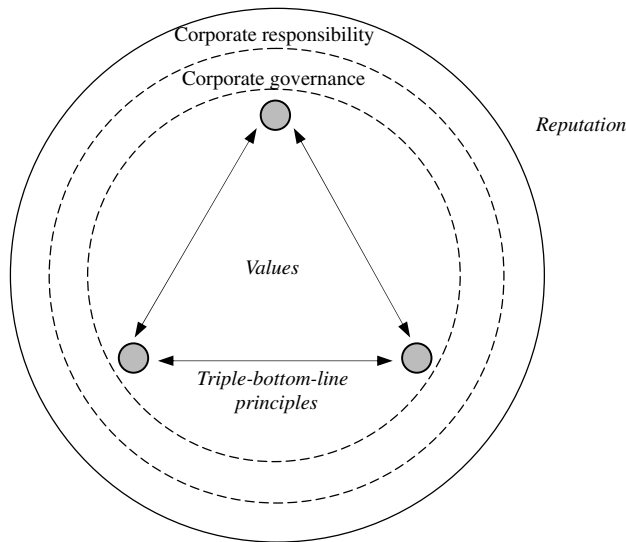 Corporate responsibility
Corporate governance
Reputation
Values
Triple-bottom-line
principles